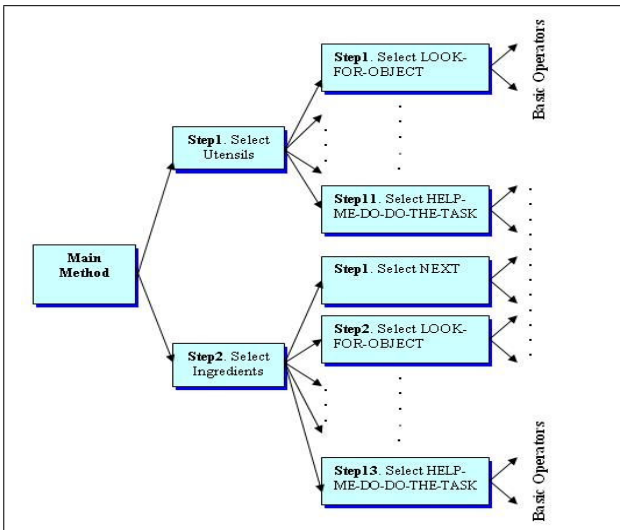 Main
Method
Step1. Select
Utensils
Step2. Select
Ingredients
Step1. Select LOOK-
FOR-OBJECT
Step11. Select HELP-
ME-DO-DO-THE-TASK
Step1. Select NEXT
Step2. Select LOOK-
FOR-OBJECT
Step13. Select HELP-
ME-DO-DO-THE-TASK
Basic Operators
Basic Operators